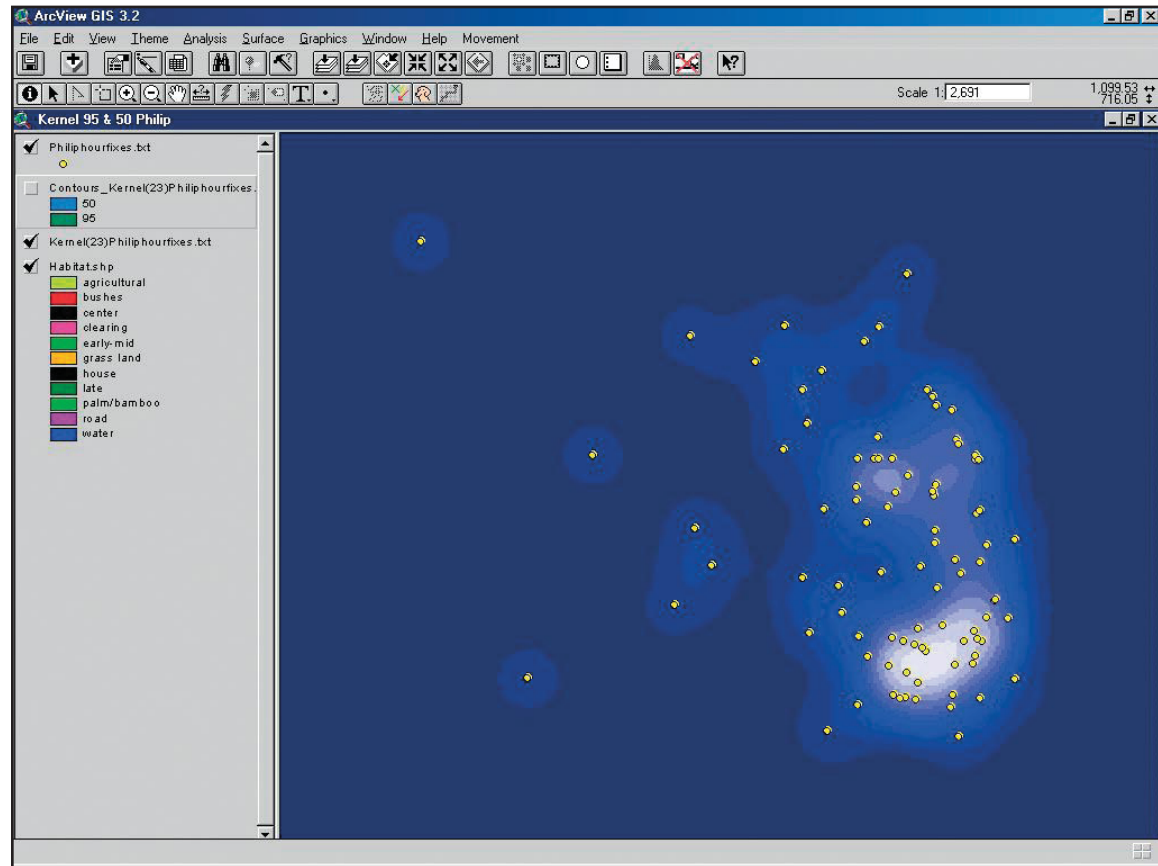 ArcView GIS 3.2
File Edit View Theme Analysis Surface Graphics Window Help Movement
Scale 1: 2,691
1,099.53
716.05
Kernel 95 & 50 Philip
Philiphourfixes.txt
Contours_Kernel(23)Philiphourfixes.
50
95
Kernel(23)Philiphourfixes.txt
Habitat.shp
agricultural
bushes
center
clearing
early-mid
grass land
house
late
palm/bamboo
road
water